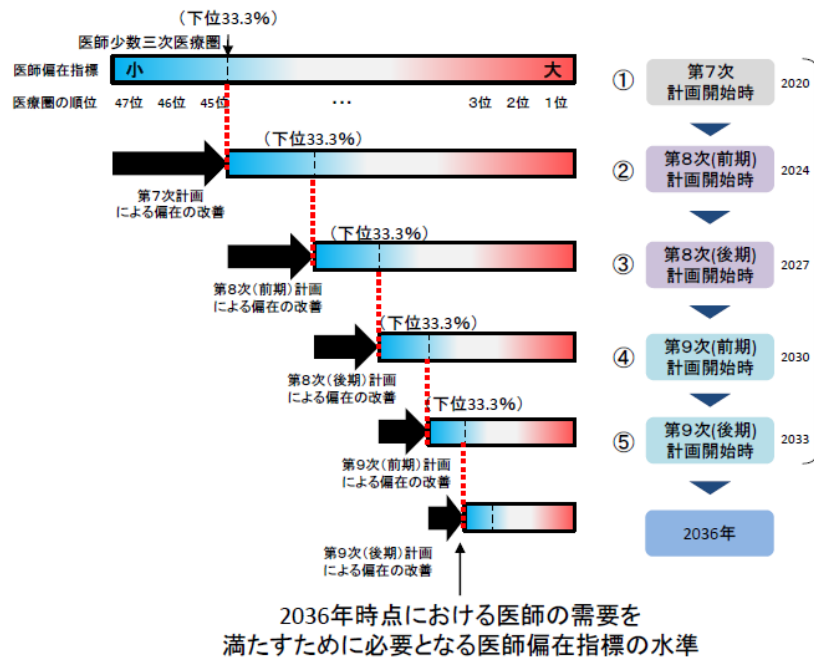 （下位33.3%）
医師少数三次医療圏
医師偏在指標
小
大
医療圏の順位
47位
46位
45位
…
3位
2位
1位
①
第7次
計画開始時
2020
（下位33.3%）
第7次計画
による偏在の改善
②
第8次(前期)
計画開始時
2024
（下位33.3%）
第8次（前期）計画
による偏在の改善
③
第8次(後期)
計画開始時
2027
（下位33.3%）
第8次（後期）計画
による偏在の改善
④
第9次(前期)
計画開始時
2030
（下位33.3%）
第9次（前期）計画
による偏在の改善
⑤
第9次(後期)
計画開始時
2033
第9次（後期）計画
による偏在の改善
2036年
2036年時点における医師の需要を
満たすために必要となる医師偏在指標の水準